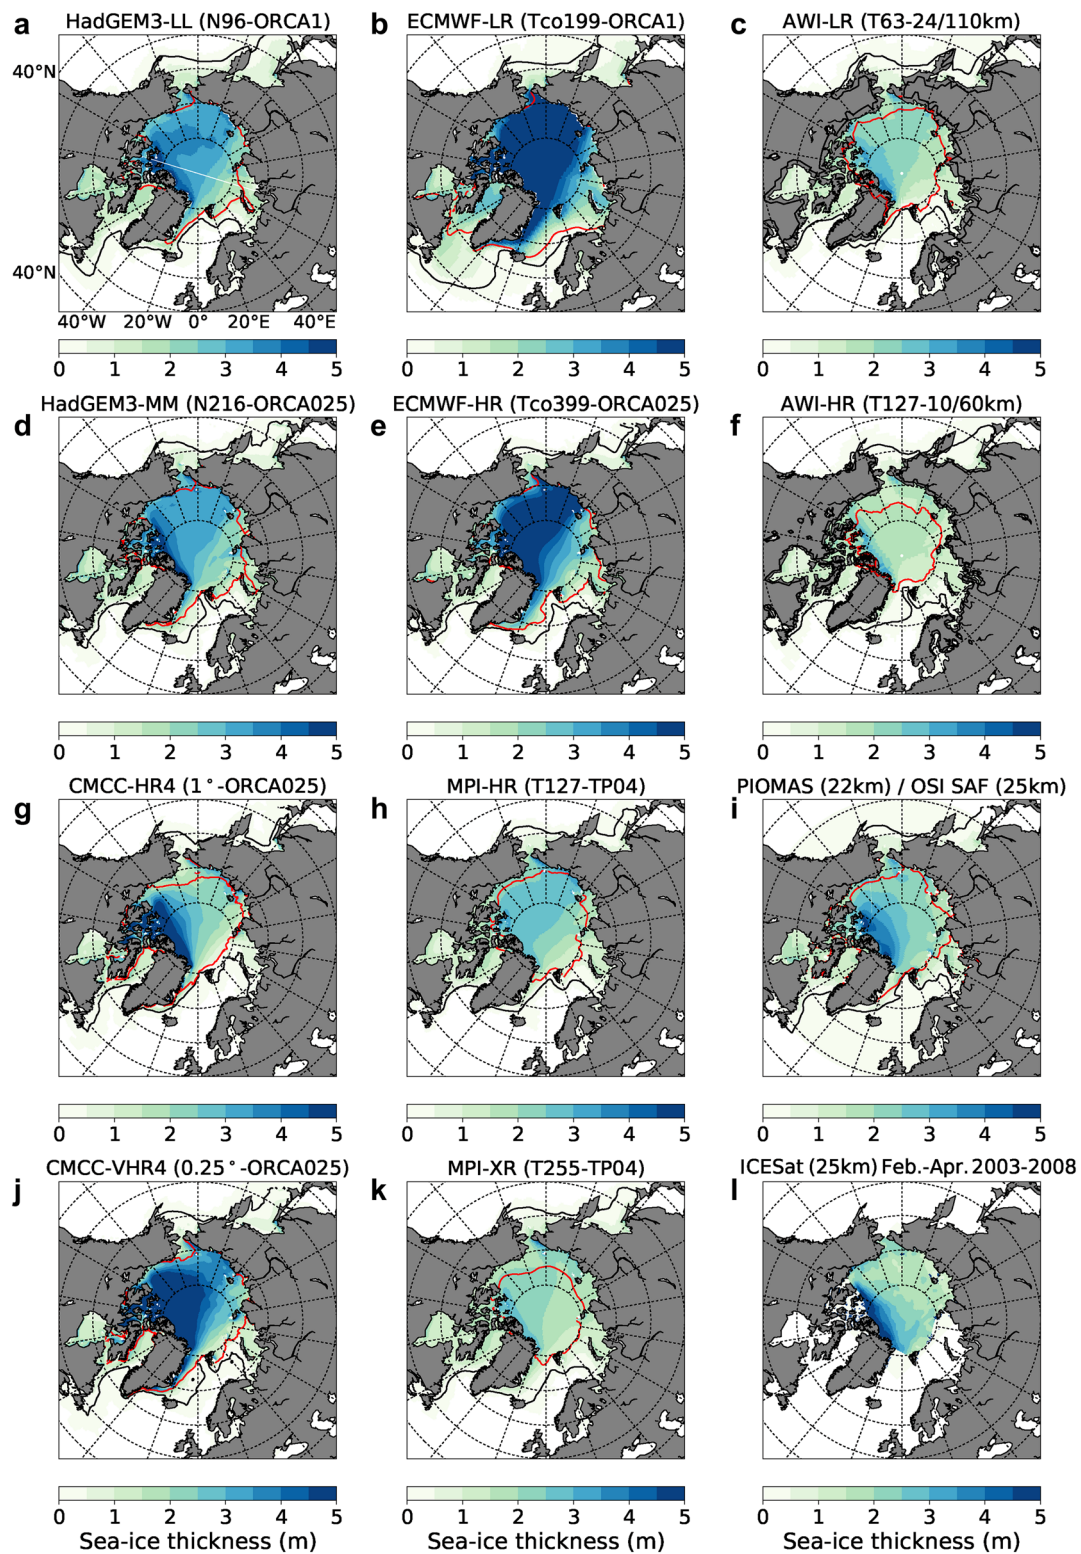 a HadGEM3-LL (N96-ORCA1)
b ECMWF-LR (Tco199-ORCA1)
c AWI-LR (T63-24/110km)
40°N
40°N
40°W 20°W 0° 20°E 40°E
0 1 2 3 4 5
0 1 2 3 4 5
0 1 2 3 4 5
d HadGEM3-MM (N216-ORCA025)
e ECMWF-HR (Tco399-ORCA025)
f AWI-HR (T127-10/60km)
0 1 2 3 4 5
0 1 2 3 4 5
0 1 2 3 4 5
g CMCC-HR4 (1°-ORCA025)
h MPI-HR (T127-TP04)
i PIOMAS (22km) / OSI SAF (25km)
0 1 2 3 4 5
0 1 2 3 4 5
0 1 2 3 4 5
j CMCC-VHR4 (0.25°-ORCA025)
k MPI-XR (T255-TP04)
l ICESat (25km) Feb.-Apr. 2003-2008
0 1 2 3 4 5
Sea-ice thickness (m)
0 1 2 3 4 5
Sea-ice thickness (m)
0 1 2 3 4 5
Sea-ice thickness (m)